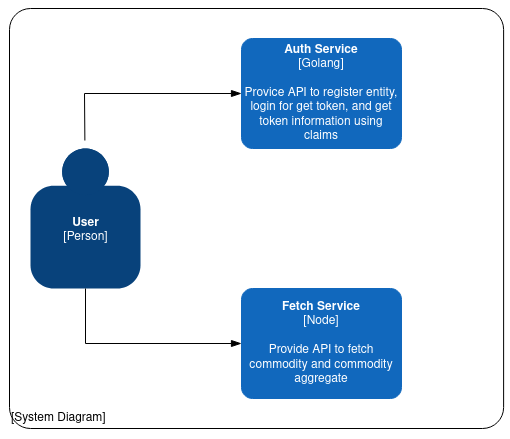 Auth Service
[Golang]
Provice API to register entity,
login for get token, and get
token information using
claims
User
[Person]
Fetch Service
[Node]
Provide API to fetch
commodity and commodity
aggregate
[System Diagram]